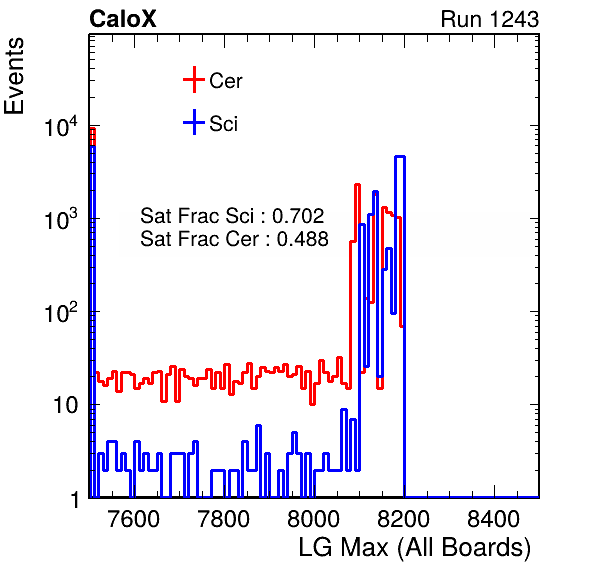 CaloX Run 1243
Events
Cer
Sci
Sat Frac Sci : 0.702
Sat Frac Cer : 0.488
10⁴
10³
10²
10
1
7600 7800 8000 8200 8400
LG Max (All Boards)